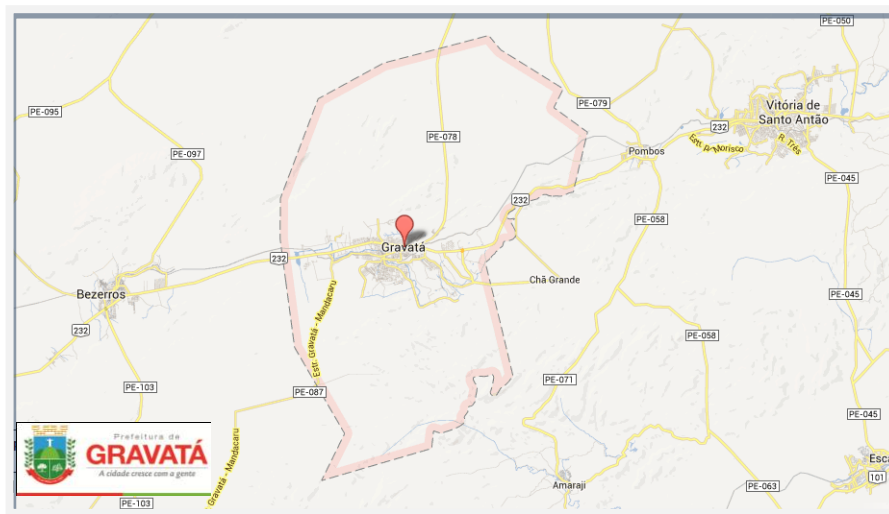 PE-050
PE-095
PE-079
Vitória de
Santo Antão
232
PE-078
Estr. P. Morisco
R. Três
PE-097
Pombos
PE-045
232
PE-058
Gravatá
232
Chã Grande
Bezerros
PE-045
232
Estr. Gravatá - Mandacaru
PE-058
PE-103
PE-087
PE-071
PE-045
Prefeitura de
GRAVATÁ
A cidade cresce com a gente
PE-103
Gravatá - Mandacaru
Amaraji
PE-063
Esca
101